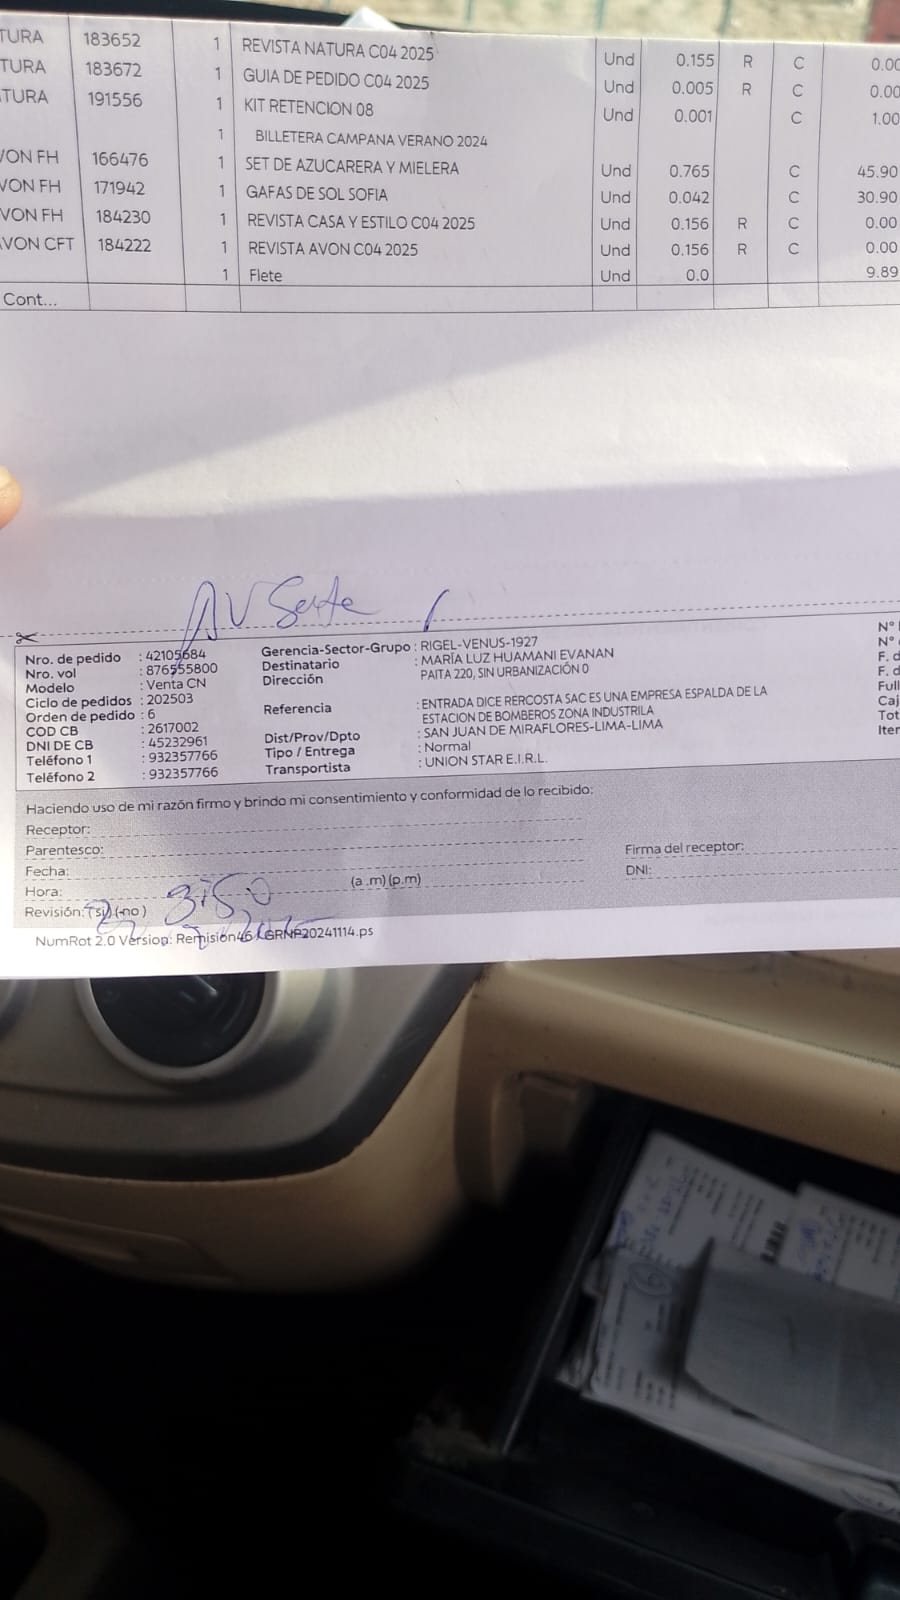 TURA 183652 1 REVISTA NATURA C04 2025 Und 0.155 R C 0.00
TURA 183672 1 GUIA DE PEDIDO C04 2025 Und 0.005 R C 0.00
TURA 191556 1 KIT RETENCION 08 Und 0.001 C 1.00
1 BILLETERA CAMPANA VERANO 2024
VON FH 166476 1 SET DE AZUCARERA Y MIELERA Und 0.765 C 45.90
VON FH 171942 1 GAFAS DE SOL SOFIA Und 0.042 C 30.90
VON FH 184230 1 REVISTA CASA Y ESTILO C04 2025 Und 0.156 R C 0.00
AVON CFT 184222 1 REVISTA AVON C04 2025 Und 0.156 R C 0.00
1 Flete Und 0.0 9.89
Cont...
AV
Nro. de pedido : 42105684
Nro. vol : 876555800
Modelo : Venta CN
Ciclo de pedidos : 202503
Orden de pedido : 6
COD CB : 2617002
DNI DE CB : 45232961
Teléfono 1 : 932357766
Teléfono 2 : 932357766
Gerencia-Sector-Grupo : RIGEL-VENUS-1927
Destinatario : MARÍA LUZ HUAMANI EVANAN
Dirección PAITA 220, SIN URBANIZACIÓN 0
Referencia : ENTRADA DICE RERCOSTA SAC ES UNA EMPRESA ESPALDA DE LA
ESTACION DE BOMBEROS ZONA INDUSTRILA
Dist/Prov/Dpto : SAN JUAN DE MIRAFLORES-LIMA-LIMA
Tipo / Entrega : Normal
Transportista : UNION STAR E.I.R.L.
N°
N°
F. d
F. d
Full
Caj
Tot
Iter
Haciendo uso de mi razón firmo y brindo mi consentimiento y conformidad de lo recibido:
Receptor:
Parentesco:
Fecha:
Hora: (a .m) (p.m)
Revisión: ( si) (-no ) 3:50
Firma del receptor:
DNI:
NumRot 2.0 Version: Remision46 GRNP20241114.ps